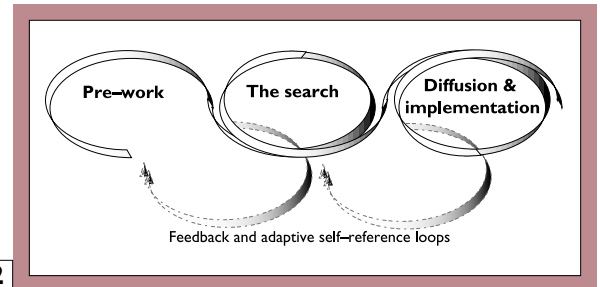 Pre–work
The search
Diffusion &
implementation
Feedback and adaptive self–reference loops
2